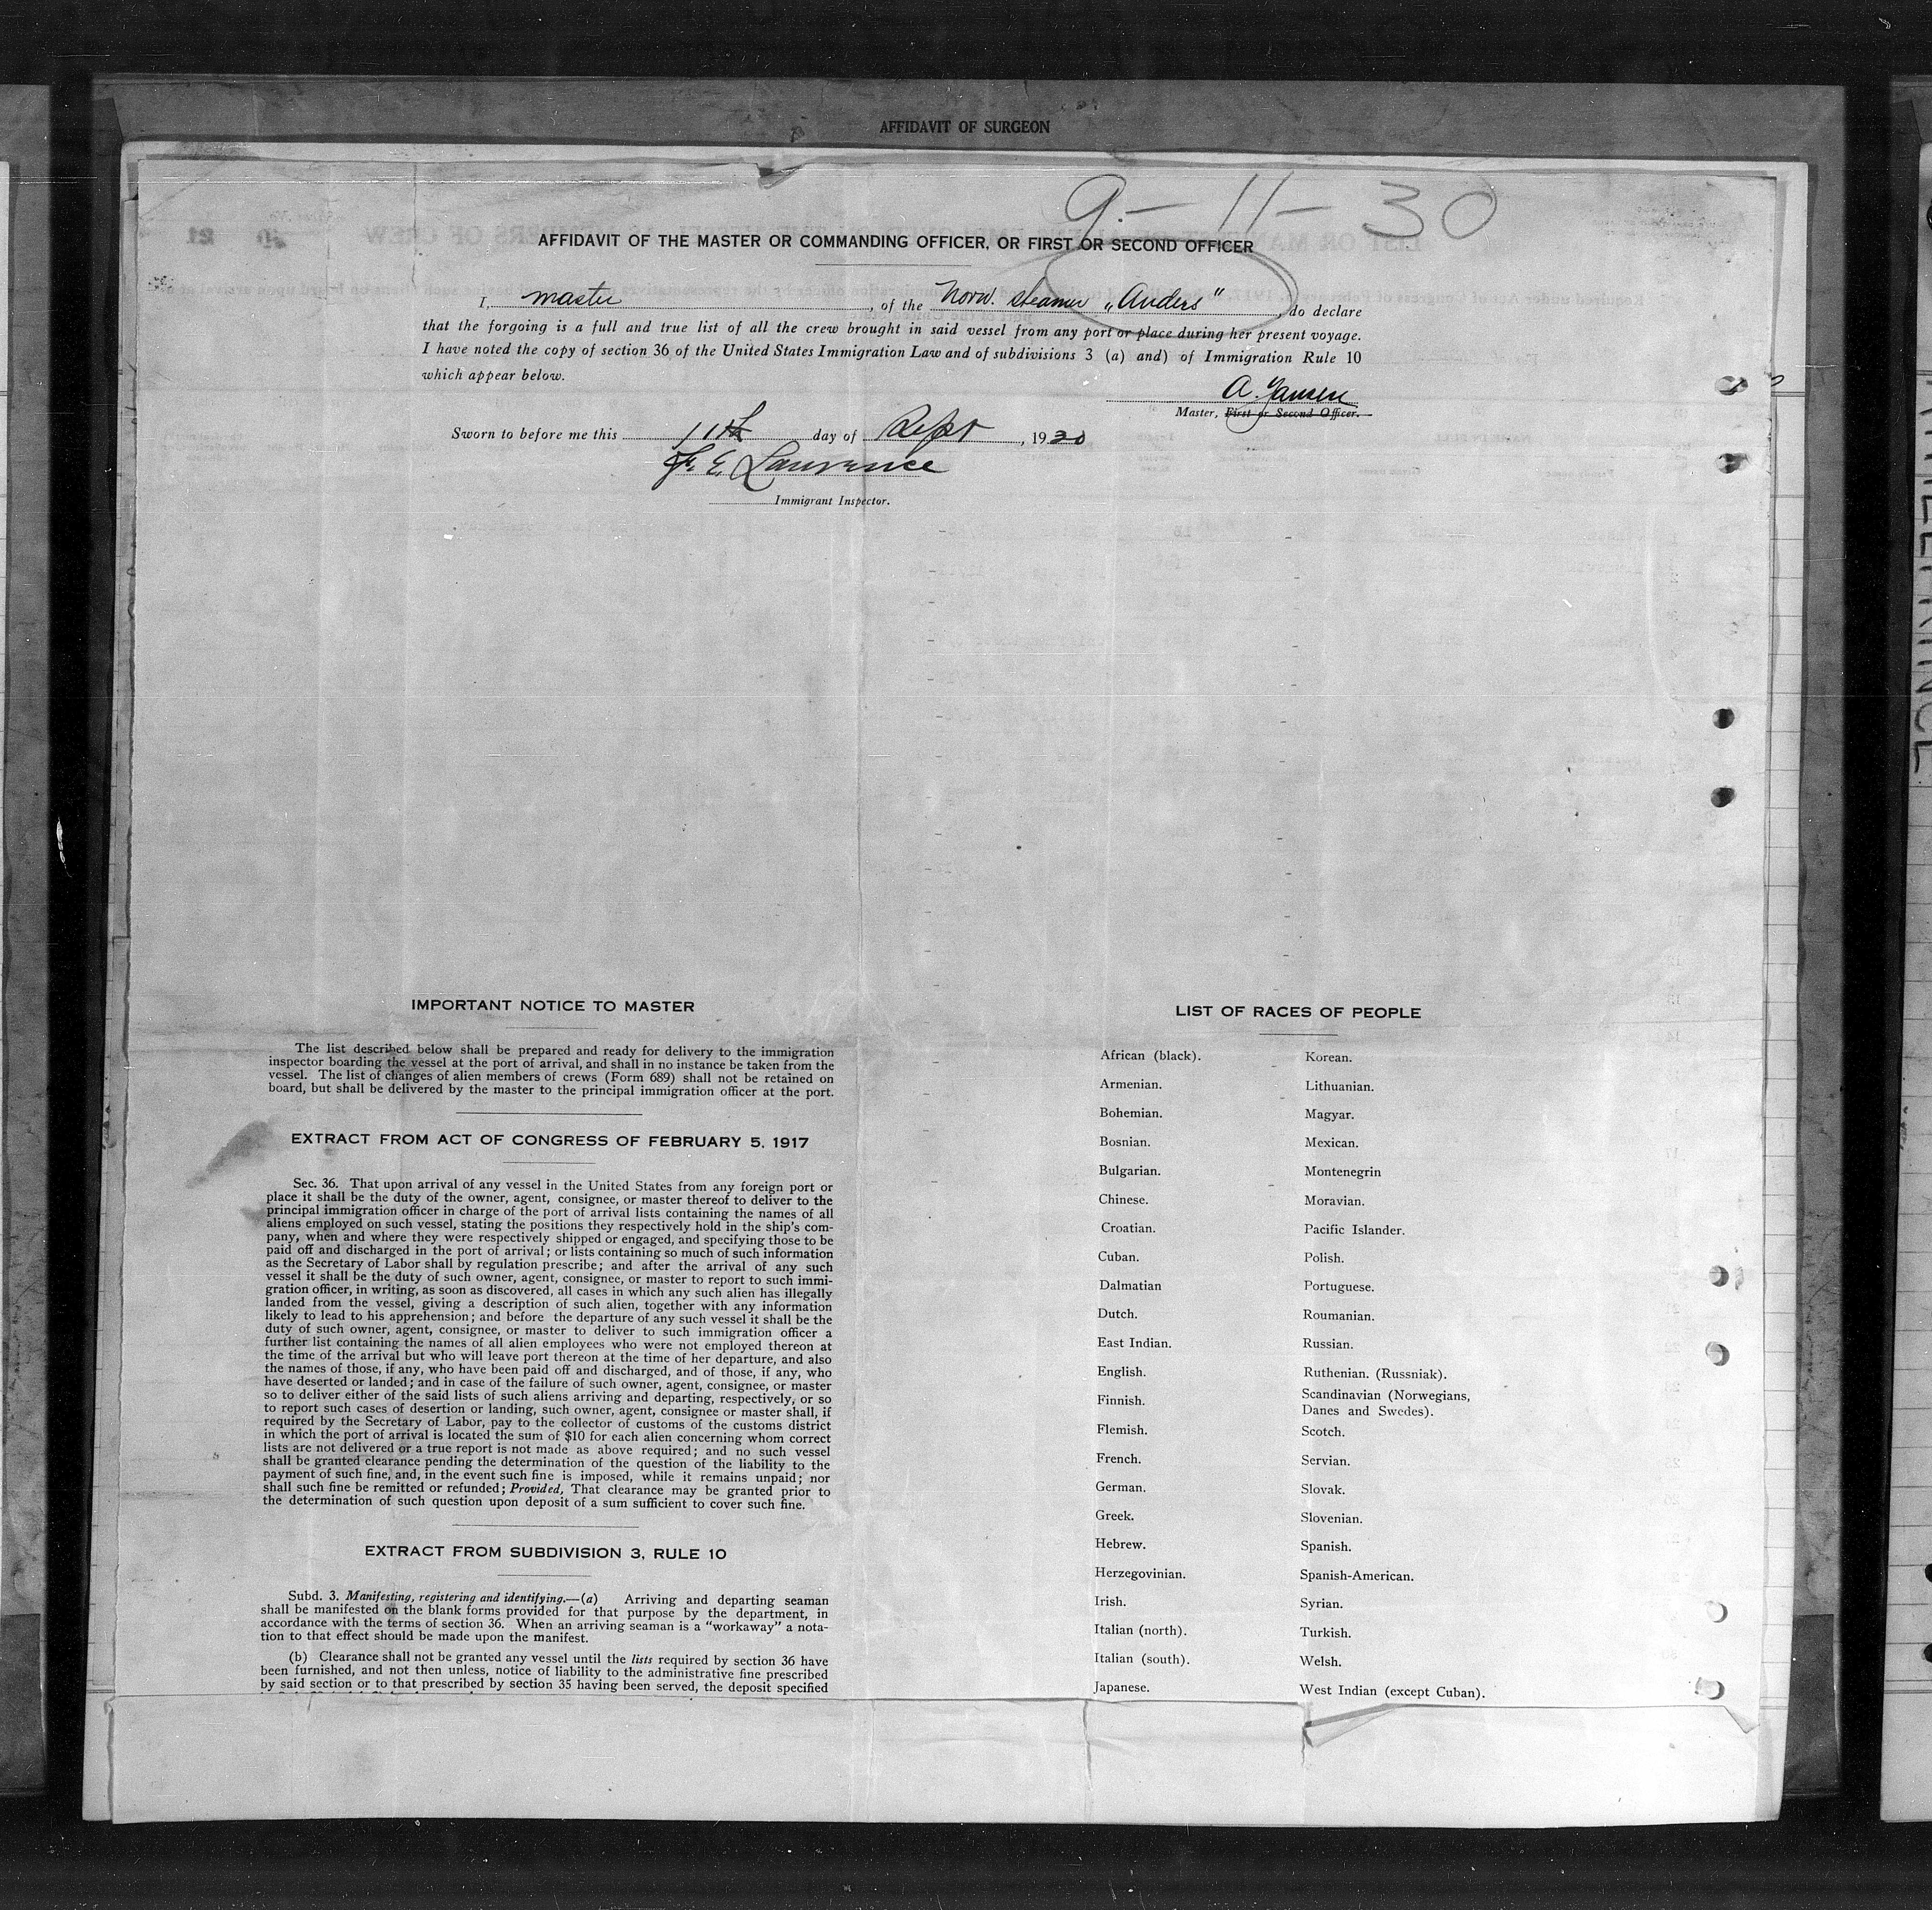 AFFIDAVIT OF SURGEON
9-11-30
AFFIDAVIT OF THE MASTER OR COMMANDING OFFICER, OR FIRST OR SECOND OFFICER
I, master, of the Norw. steamer „Anders", do declare
that the forgoing is a full and true list of all the crew brought in said vessel from any port or place during her present voyage.
I have noted the copy of section 36 of the United States Immigration Law and of subdivisions 3 (a) and) of Immigration Rule 10
which appear below.
A. Jansen
Master, First or Second Officer.
Sworn to before me this 11th day of Sept, 1930
F. E. Lawrence
Immigrant Inspector.
IMPORTANT NOTICE TO MASTER
The list described below shall be prepared and ready for delivery to the immigration
inspector boarding the vessel at the port of arrival, and shall in no instance be taken from the
vessel. The list of changes of alien members of crews (Form 689) shall not be retained on
board, but shall be delivered by the master to the principal immigration officer at the port.
EXTRACT FROM ACT OF CONGRESS OF FEBRUARY 5, 1917
Sec. 36. That upon arrival of any vessel in the United States from any foreign port or
place it shall be the duty of the owner, agent, consignee, or master thereof to deliver to the
principal immigration officer in charge of the port of arrival lists containing the names of all
aliens employed on such vessel, stating the positions they respectively hold in the ship's com-
pany, when and where they were respectively shipped or engaged, and specifying those to be
paid off and discharged in the port of arrival; or lists containing so much of such information
as the Secretary of Labor shall by regulation prescribe; and after the arrival of any such
vessel it shall be the duty of such owner, agent, consignee, or master to report to such immi-
gration officer, in writing, as soon as discovered, all cases in which any such alien has illegally
landed from the vessel, giving a description of such alien, together with any information
likely to lead to his apprehension; and before the departure of any such vessel it shall be the
duty of such owner, agent, consignee, or master to deliver to such immigration officer a
further list containing the names of all alien employees who were not employed thereon at
the time of the arrival but who will leave port thereon at the time of her departure, and also
the names of those, if any, who have been paid off and discharged, and of those, if any, who
have deserted or landed; and in case of the failure of such owner, agent, consignee, or master
so to deliver either of the said lists of such aliens arriving and departing, respectively, or so
to report such cases of desertion or landing, such owner, agent, consignee or master shall, if
required by the Secretary of Labor, pay to the collector of customs of the customs district
in which the port of arrival is located the sum of $10 for each alien concerning whom correct
lists are not delivered or a true report is not made as above required; and no such vessel
shall be granted clearance pending the determination of the question of the liability to the
payment of such fine, and, in the event such fine is imposed, while it remains unpaid; nor
shall such fine be remitted or refunded; Provided, That clearance may be granted prior to
the determination of such question upon deposit of a sum sufficient to cover such fine.
EXTRACT FROM SUBDIVISION 3, RULE 10
Subd. 3. Manifesting, registering and identifying.—(a) Arriving and departing seaman
shall be manifested on the blank forms provided for that purpose by the department, in
accordance with the terms of section 36. When an arriving seaman is a "workaway" a nota-
tion to that effect should be made upon the manifest.
(b) Clearance shall not be granted any vessel until the lists required by section 36 have
been furnished, and not then unless, notice of liability to the administrative fine prescribed
by said section or to that prescribed by section 35 having been served, the deposit specified
LIST OF RACES OF PEOPLE
African (black).
Armenian.
Bohemian.
Bosnian.
Bulgarian.
Chinese.
Croatian.
Cuban.
Dalmatian
Dutch.
East Indian.
English.
Finnish.
Flemish.
French.
German.
Greek.
Hebrew.
Herzegovinian.
Irish.
Italian (north).
Italian (south).
Japanese.
Korean.
Lithuanian.
Magyar.
Mexican.
Montenegrin
Moravian.
Pacific Islander.
Polish.
Portuguese.
Roumanian.
Russian.
Ruthenian. (Russniak).
Scandinavian (Norwegians,
Danes and Swedes).
Scotch.
Servian.
Slovak.
Slovenian.
Spanish.
Spanish-American.
Syrian.
Turkish.
Welsh.
West Indian (except Cuban).